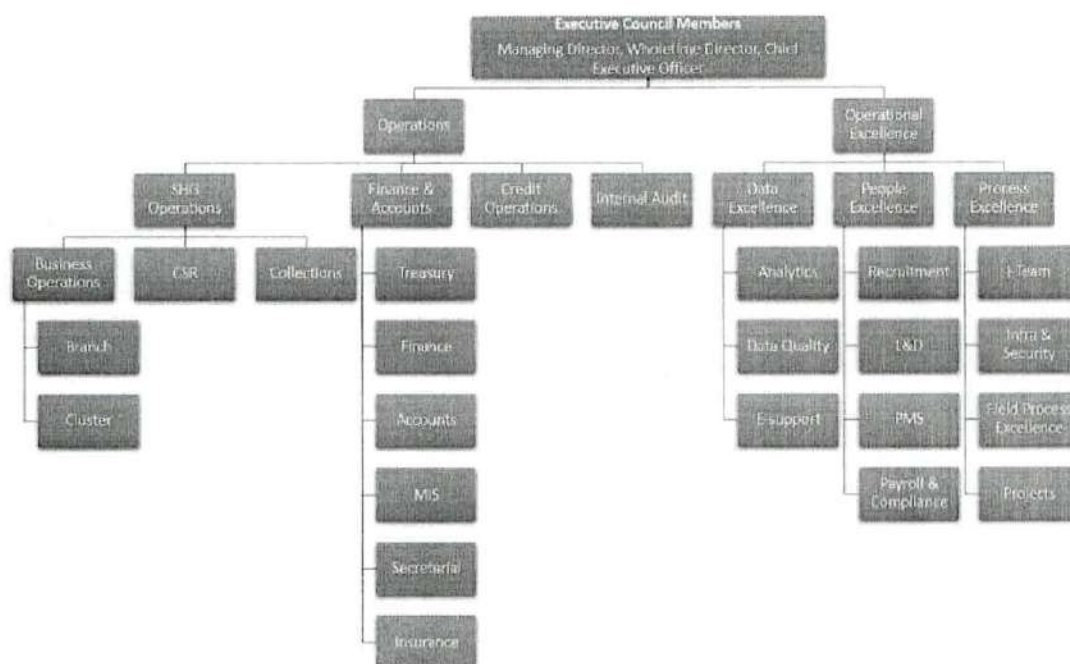 Executive Council Members
Managing Director, Wholetime Director, Chief
Executive Officer
Operations
Operational
Excellence
SHG
Operations
Finance &
Accounts
Credit
Operations
Internal Audit
Data
Excellence
People
Excellence
Process
Excellence
Business
Operations
CSR
Collections
Treasury
Analytics
Recruitment
I-Team
Branch
Finance
Data Quality
L&D
Infra &
Security
Cluster
Accounts
E-support
PMS
Field Process
Excellence
MIS
Payroll &
Compliance
Projects
Secretarial
Insurance